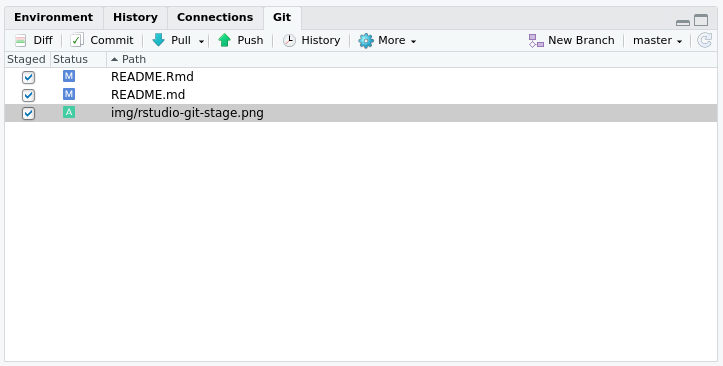 Environment History Connections Git
Diff Commit Pull Push History More New Branch master
Staged Status Path
M README.Rmd
M README.md
A img/rstudio-git-stage.png